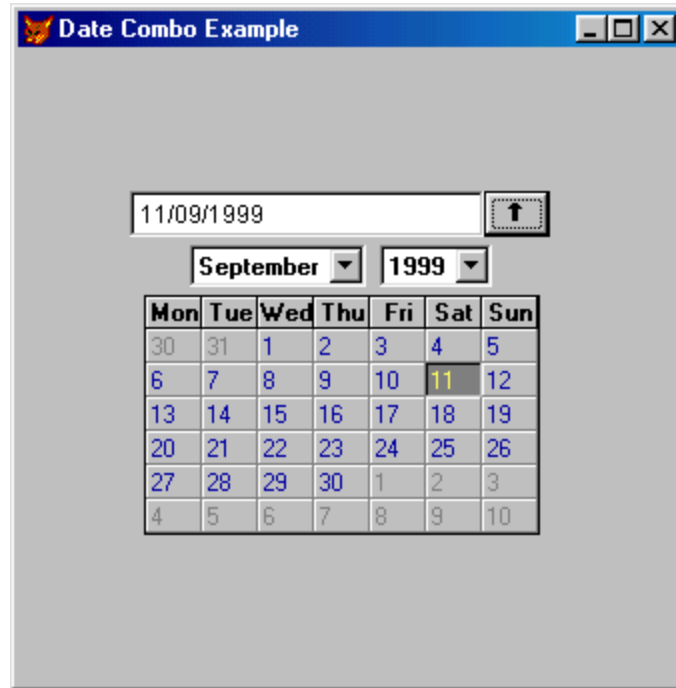 Date Combo Example
11/09/1999
September 1999
Mon Tue Wed Thu Fri Sat Sun
30 31 1 2 3 4 5
6 7 8 9 10 11 12
13 14 15 16 17 18 19
20 21 22 23 24 25 26
27 28 29 30 1 2 3
4 5 6 7 8 9 10